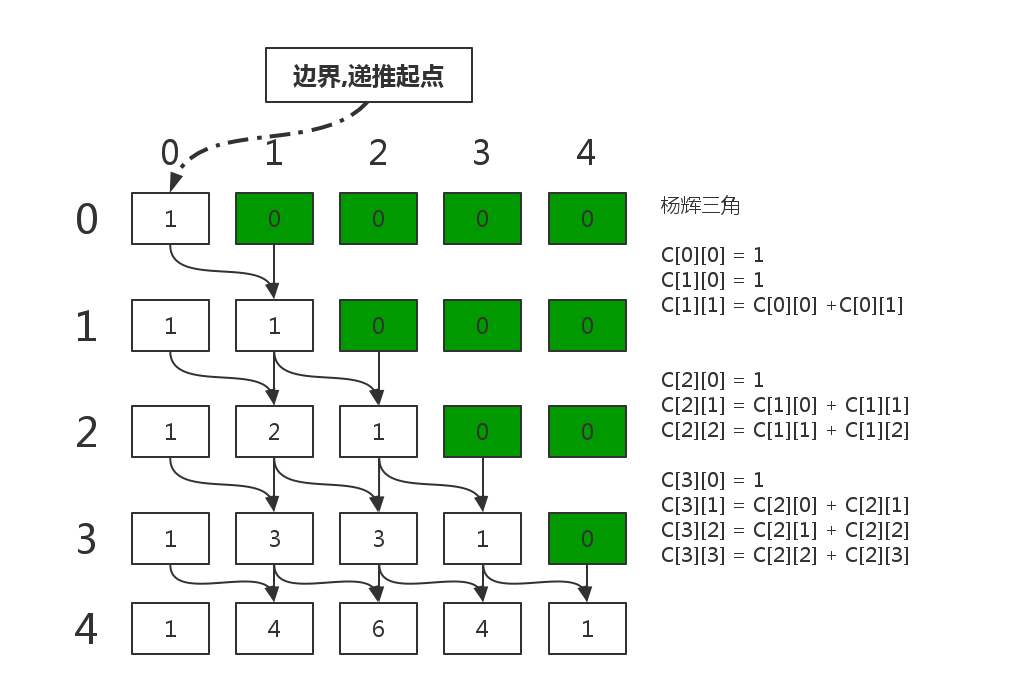 边界,递推起点
0 1 2 3 4
0 1 0 0 0 0
1 1 1 0 0 0
2 1 2 1 0 0
3 1 3 3 1 0
4 1 4 6 4 1
杨辉三角
C[0][0] = 1
C[1][0] = 1
C[1][1] = C[0][0] +C[0][1]
C[2][0] = 1
C[2][1] = C[1][0] + C[1][1]
C[2][2] = C[1][1] + C[1][2]
C[3][0] = 1
C[3][1] = C[2][0] + C[2][1]
C[3][2] = C[2][1] + C[2][2]
C[3][3] = C[2][2] + C[2][3]